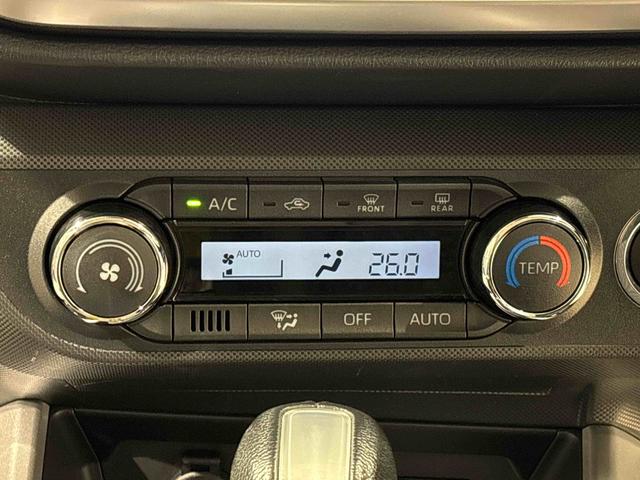 A/C
FRONT
REAR
AUTO
26.0
TEMP
OFF
AUTO